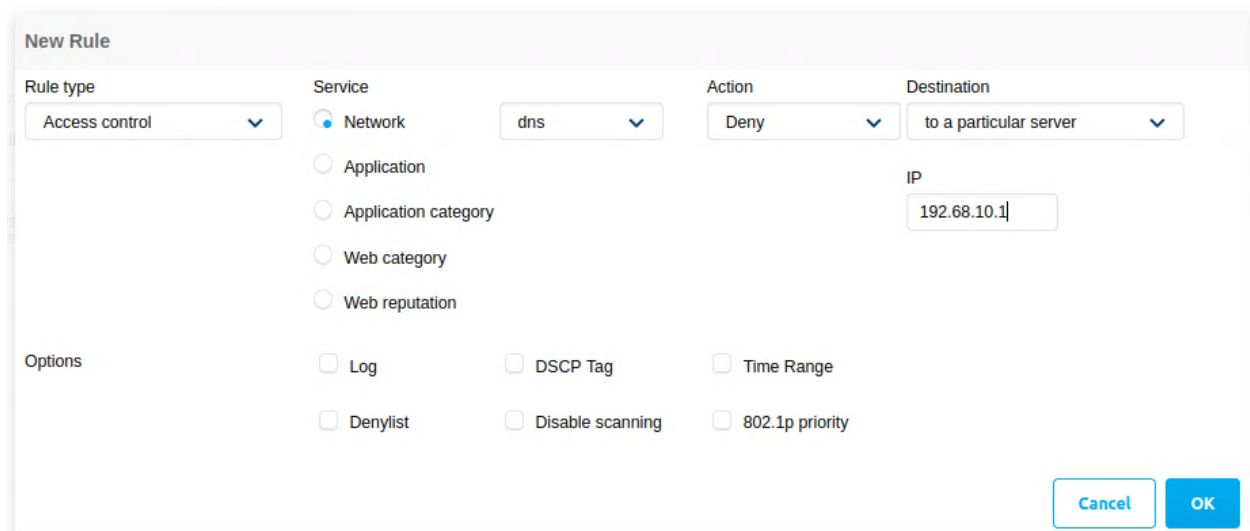 New Rule
Rule type Service Action Destination
Access control Network dns Deny to a particular server
Application
IP
Application category 192.68.10.1
Web category
Web reputation
Options Log DSCP Tag Time Range
Denylist Disable scanning 802.1p priority
Cancel OK